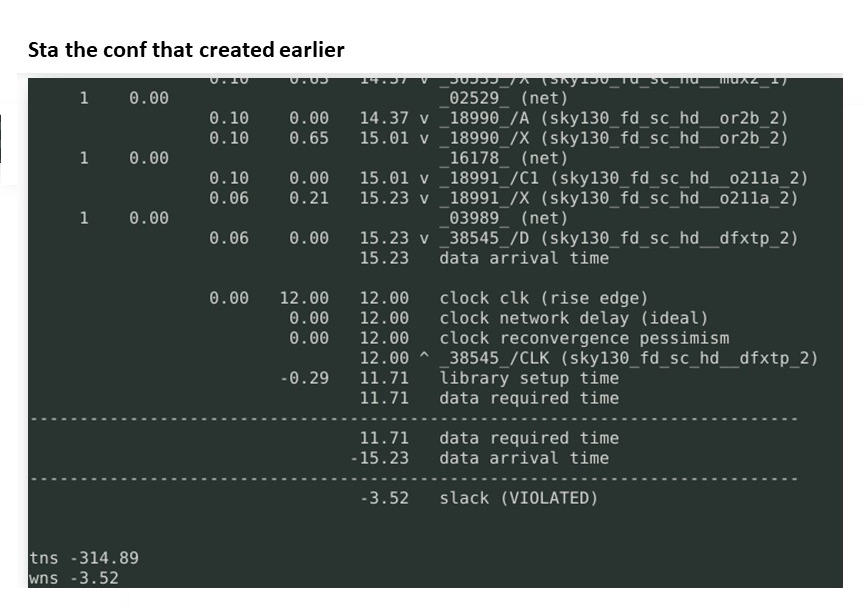 Sta the conf that created earlier
1 0.00 _02529_ (net)
0.10 0.00 14.37 v _18990_/A (sky130_fd_sc_hd__or2b_2)
0.10 0.65 15.01 v _18990_/X (sky130_fd_sc_hd__or2b_2)
1 0.00 _16178_ (net)
0.10 0.00 15.01 v _18991_/C1 (sky130_fd_sc_hd__o211a_2)
0.06 0.21 15.23 v _18991_/X (sky130_fd_sc_hd__o211a_2)
1 0.00 _03989_ (net)
0.06 0.00 15.23 v _38545_/D (sky130_fd_sc_hd__dfxtp_2)
15.23 data arrival time
0.00 12.00 12.00 clock clk (rise edge)
0.00 12.00 clock network delay (ideal)
0.00 12.00 clock reconvergence pessimism
12.00 ^ _38545_/CLK (sky130_fd_sc_hd__dfxtp_2)
-0.29 11.71 library setup time
11.71 data required time
-----------------------------------------------------------------------------
11.71 data required time
-15.23 data arrival time
-----------------------------------------------------------------------------
-3.52 slack (VIOLATED)
tns -314.89
wns -3.52